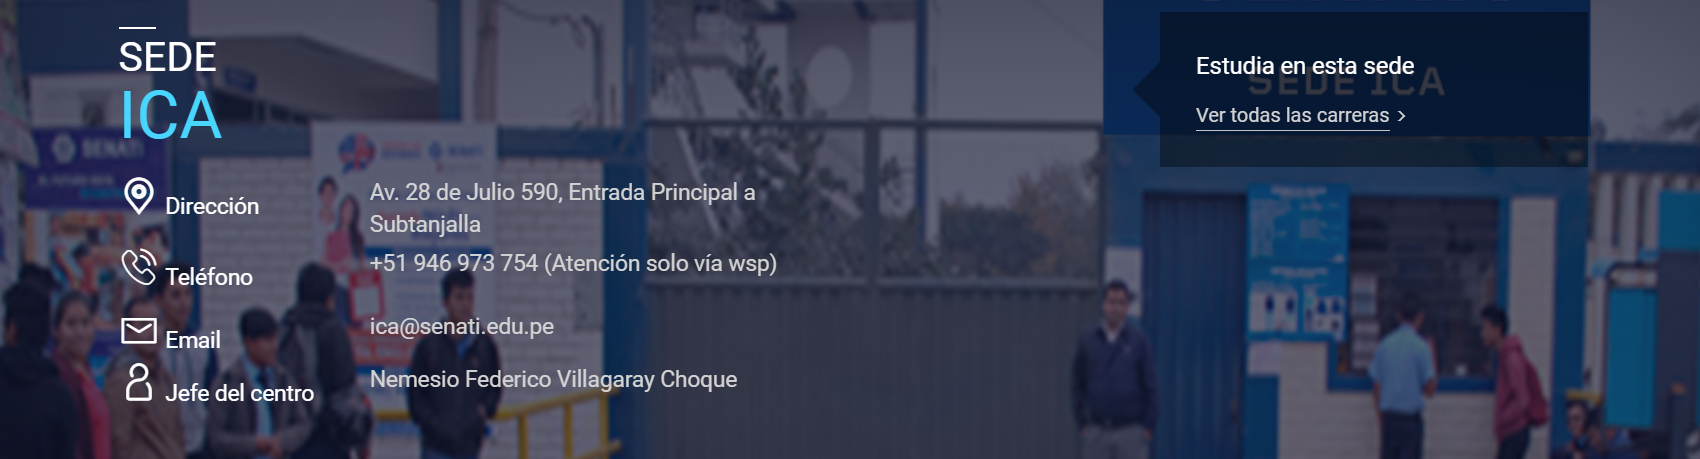 SEDE
ICA
Dirección
Av. 28 de Julio 590, Entrada Principal a
Subtanjalla
Teléfono
+51 946 973 754 (Atención solo vía wsp)
Email
ica@senati.edu.pe
Jefe del centro
Nemesio Federico Villagaray Choque
Estudia en esta sede
SEDE ICA
Ver todas las carreras >
SENATI
SENATI